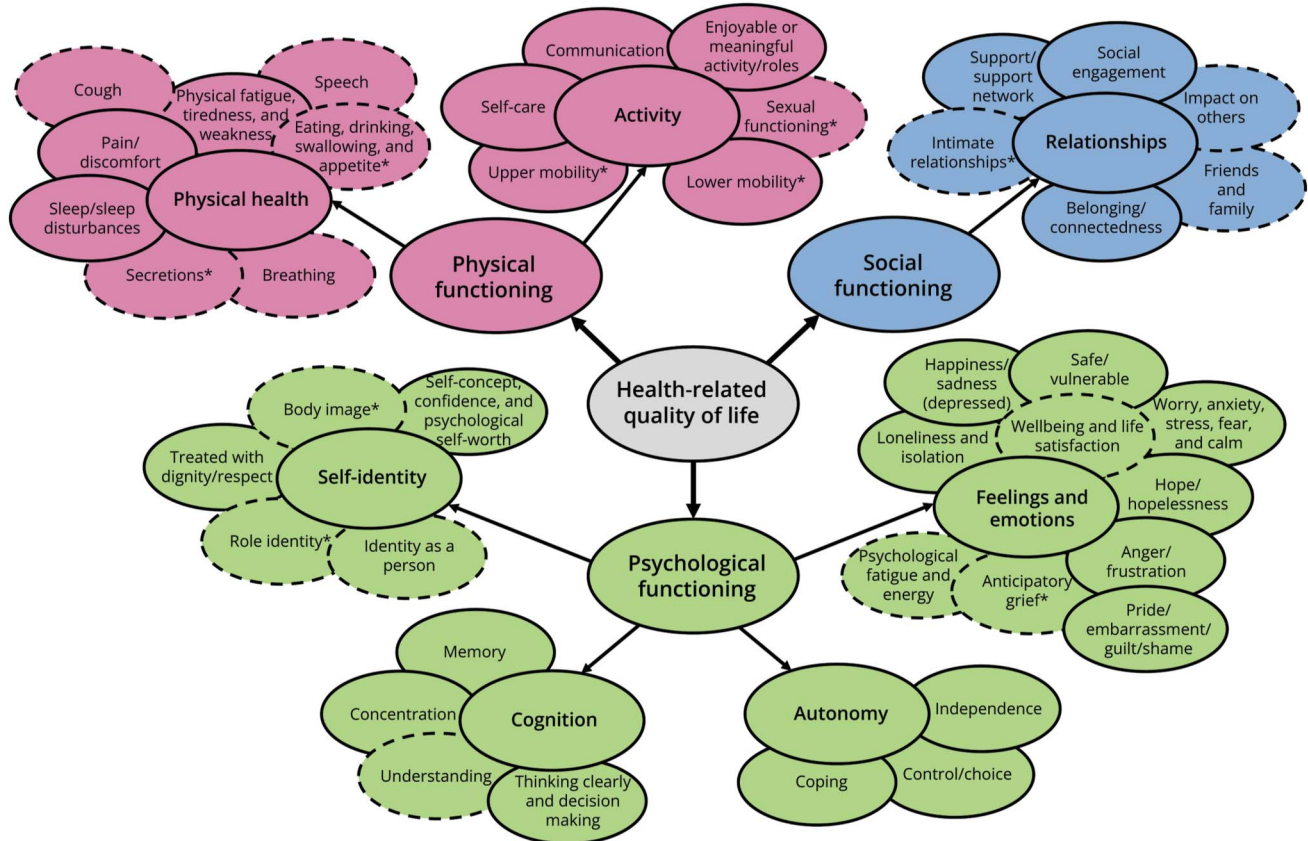 Cough
Speech
Physical fatigue,
tiredness, and
weakness
Eating, drinking,
swallowing, and
appetite*
Pain/
discomfort
Physical health
Sleep/sleep
disturbances
Secretions*
Breathing
Communication
Enjoyable or
meaningful
activity/roles
Self-care
Activity
Sexual
functioning*
Upper mobility*
Lower mobility*
Physical
functioning
Support/
support
network
Social
engagement
Impact on
others
Intimate
relationships*
Relationships
Friends
and
family
Belonging/
connectedness
Social
functioning
Health-related
quality of life
Body image*
Self-concept,
confidence, and
psychological
self-worth
Treated with
dignity/respect
Self-identity
Role identity*
Identity as a
person
Psychological
functioning
Happiness/
sadness
(depressed)
Safe/
vulnerable
Wellbeing and life
satisfaction
Worry, anxiety,
stress, fear,
and calm
Loneliness and
isolation
Feelings and
emotions
Hope/
hopelessness
Psychological
fatigue and
energy
Anticipatory
grief*
Anger/
frustration
Pride/
embarrassment/
guilt/shame
Memory
Concentration
Cognition
Understanding
Thinking clearly
and decision
making
Autonomy
Independence
Coping
Control/choice